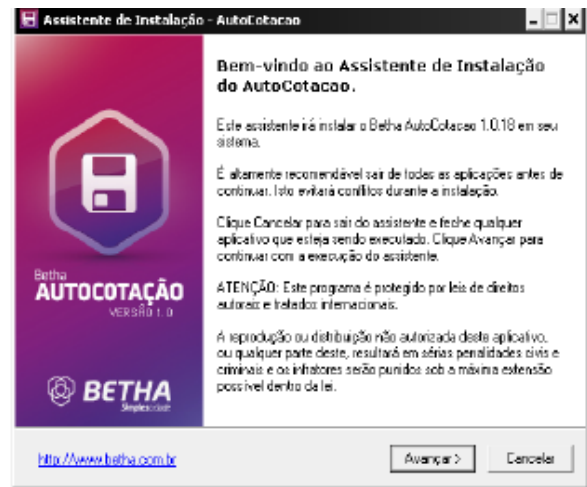 Assistente de Instalação - AutoCotacao
Bem-vindo ao Assistente de Instalação
do AutoCotacao.
Este assistente irá instalar o Betha AutoCotacao 1.0.18 em seu
sistema.
É altamente recomendável sair de todas as aplicações antes de
continuar. Isto evitará conflitos durante a instalação.
Clique Cancelar para sair do assistente e feche qualquer
aplicativo que esteja sendo executado. Clique Avançar para
continuar com a execução do assistente.
ATENÇÃO: Este programa é protegido por leis de direitos
autorais e tratados internacionais.
A reprodução ou distribuição não autorizada deste aplicativo,
ou qualquer parte deste, resultará em sérias penalidades civis e
criminais e os infratores serão punidos sob a máxima extensão
possível dentro da lei.
Betha
AUTOCOTAÇÃO
VERSÃO 1.0
BETHA
Simplescidade
http://www.betha.com.br
Avançar >
Cancelar